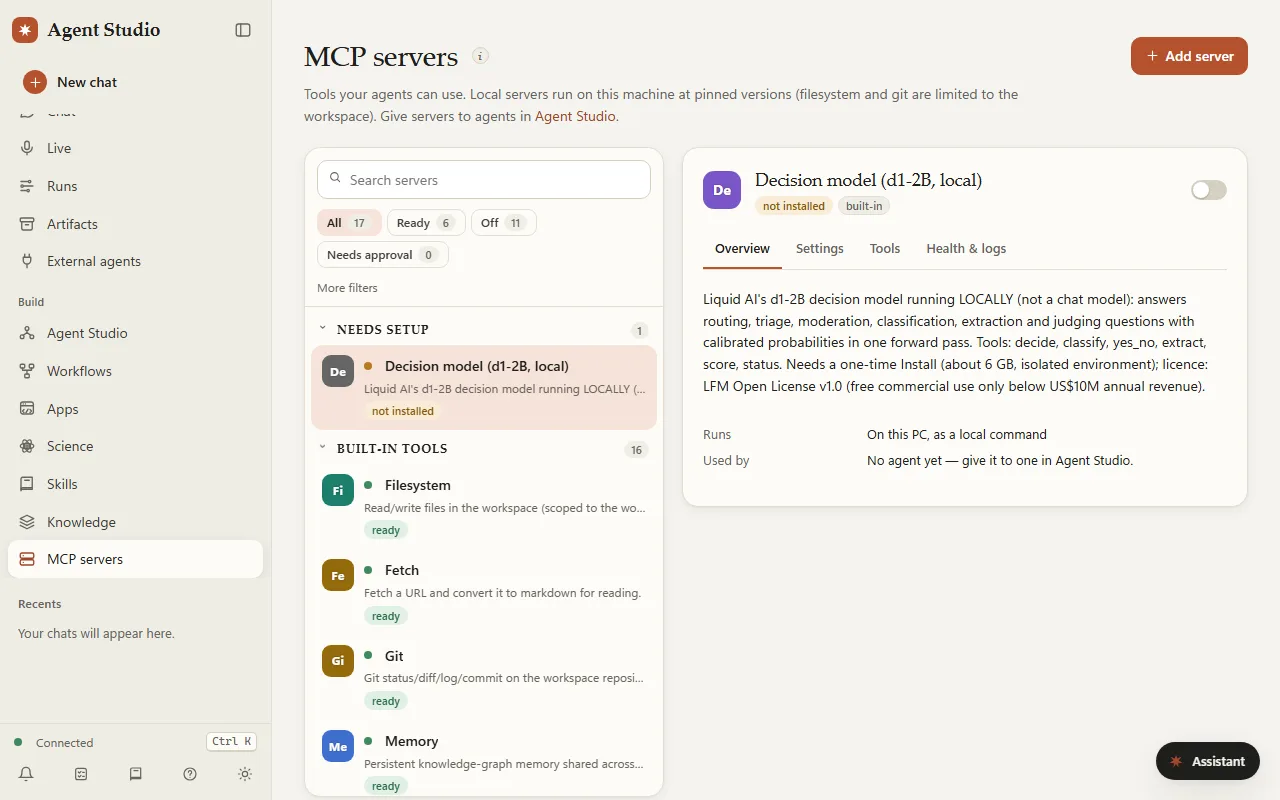 Agent Studio
New chat
Chat
Live
Runs
Artifacts
External agents
Build
Agent Studio
Workflows
Apps
Science
Skills
Knowledge
MCP servers
Recents
Your chats will appear here.
Connected
Ctrl K
MCP servers
i
Add server
Tools your agents can use. Local servers run on this machine at pinned versions (filesystem and git are limited to the
workspace). Give servers to agents in Agent Studio.
Search servers
All 17
Ready 6
Off 11
Needs approval 0
More filters
NEEDS SETUP 1
De
Decision model (d1-2B, local)
Liquid AI's d1-2B decision model running LOCALLY (...
not installed
BUILT-IN TOOLS 16
Fi
Filesystem
Read/write files in the workspace (scoped to the wo...
ready
Fe
Fetch
Fetch a URL and convert it to markdown for reading.
ready
Gi
Git
Git status/diff/log/commit on the workspace reposi...
ready
Me
Memory
Persistent knowledge-graph memory shared across...
ready
De
Decision model (d1-2B, local)
not installed
built-in
Overview
Settings
Tools
Health & logs
Liquid AI's d1-2B decision model running LOCALLY (not a chat model): answers
routing, triage, moderation, classification, extraction and judging questions with
calibrated probabilities in one forward pass. Tools: decide, classify, yes_no, extract,
score, status. Needs a one-time Install (about 6 GB, isolated environment); licence:
LFM Open License v1.0 (free commercial use only below US$10M annual revenue).
Runs
On this PC, as a local command
Used by
No agent yet — give it to one in Agent Studio.
Assistant